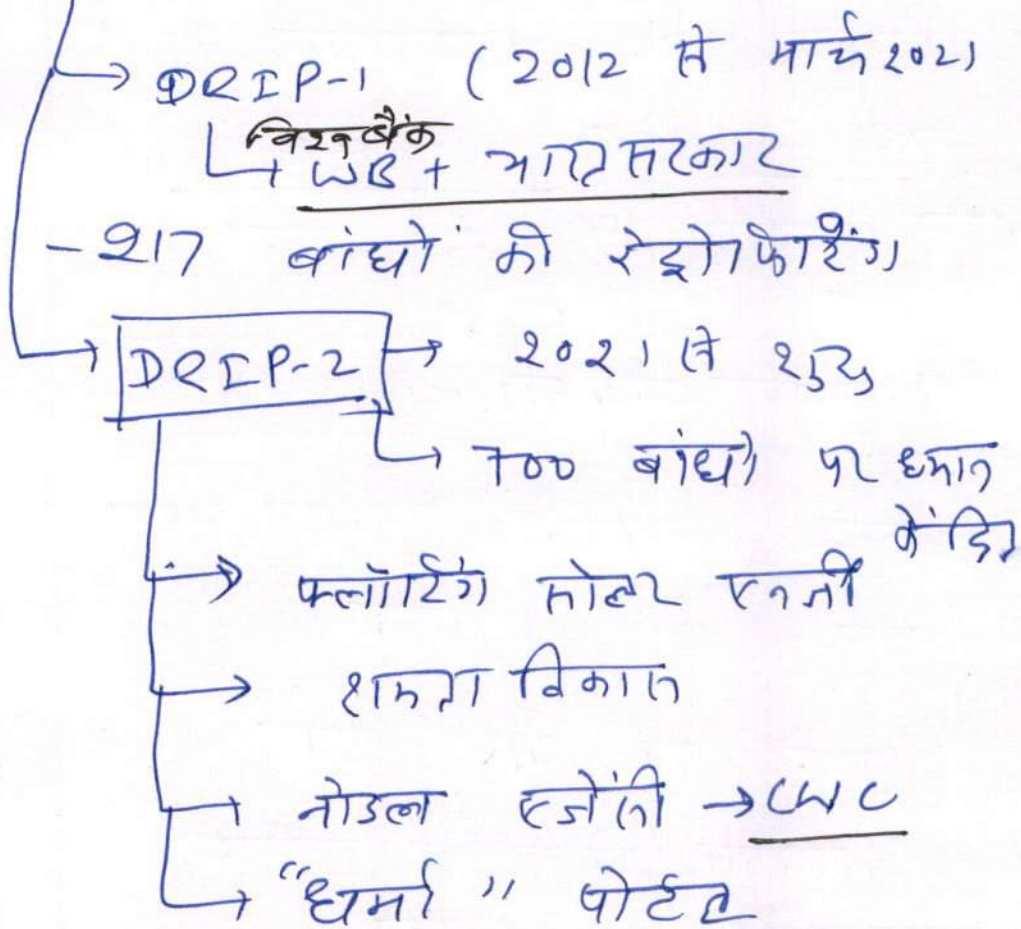 → DRIP-1 (2012 से मार्च 2021
विश्व बैंक
→ WB + भारत सरकार
- 217 बांधों की रेट्रोफिटिंग
→ DRIP-2 → 2021 से
→ 700 बांधों पर ध्यान
केंद्रित
→ फ्लोटिंग सोलर एनर्जी
→ क्षमता विकास
→ नोडल एजेंसी → CWC
→ "धर्मा" पोर्टल